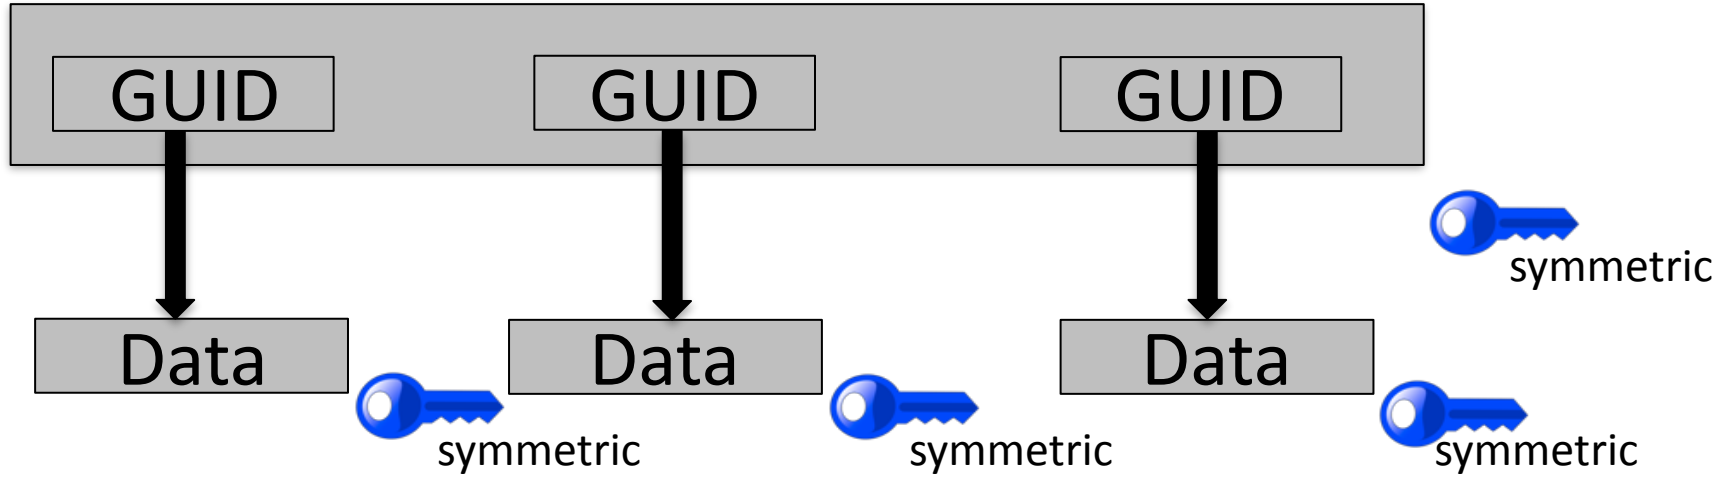 GUID GUID GUID
symmetric
Data Data Data
symmetric symmetric symmetric